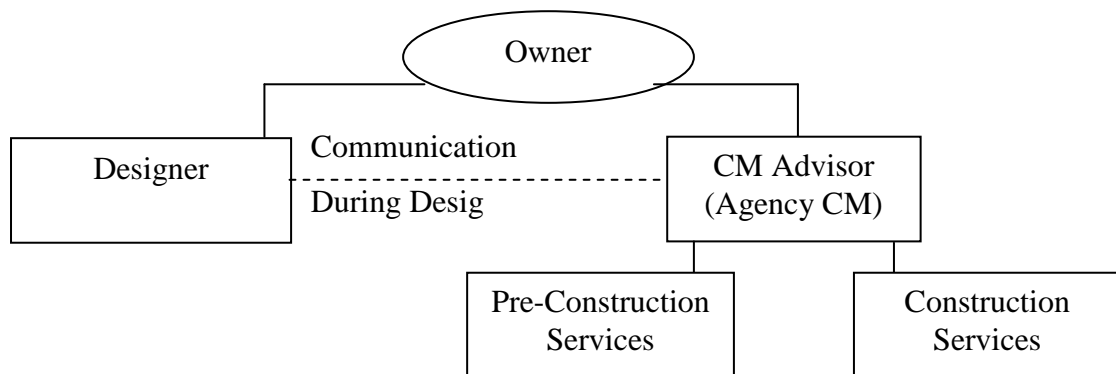 Owner
Designer
Communication
During Desig
CM Advisor
(Agency CM)
Pre-Construction
Services
Construction
Services